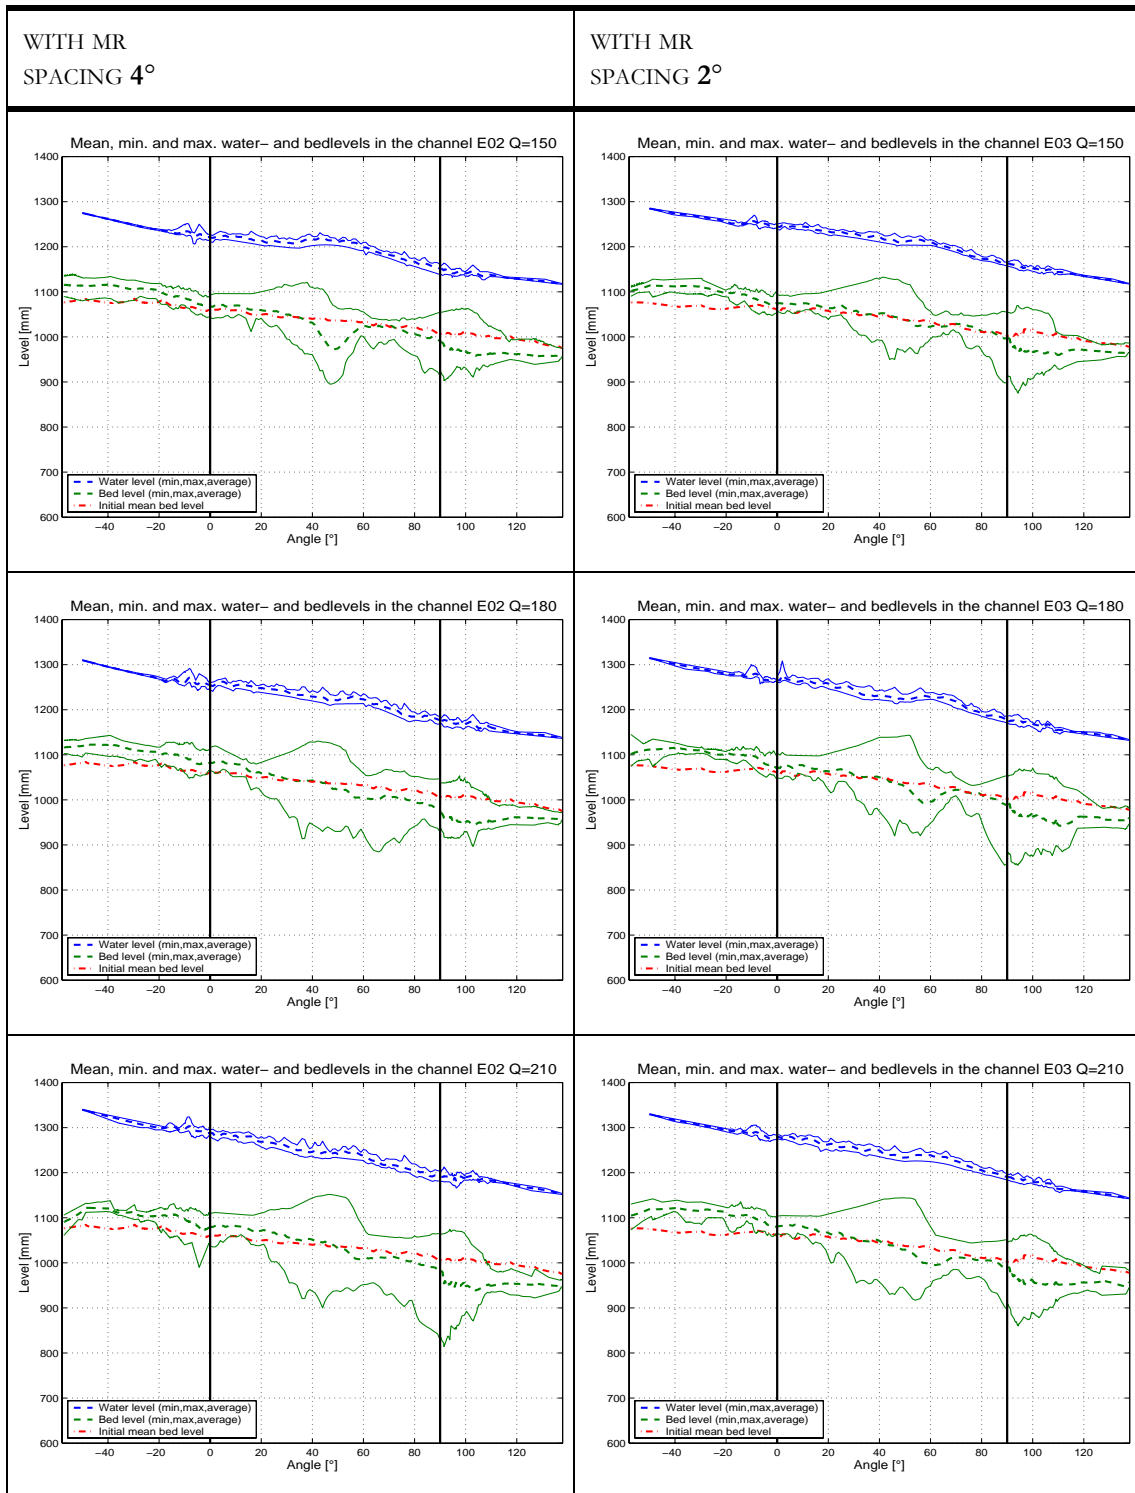 WITH MR
SPACING 4°
WITH MR
SPACING 2°
Mean, min. and max. water− and bedlevels in the channel E02 Q=150
1400
1300
1200
1100
1000
900
800
700
600
Level [mm]
Water level (min,max,average)
Bed level (min,max,average)
Initial mean bed level
−40 −20 0 20 40 60 80 100 120
Angle [°]
Mean, min. and max. water− and bedlevels in the channel E03 Q=150
1400
1300
1200
1100
1000
900
800
700
600
Level [mm]
Water level (min,max,average)
Bed level (min,max,average)
Initial mean bed level
−40 −20 0 20 40 60 80 100 120
Angle [°]
Mean, min. and max. water− and bedlevels in the channel E02 Q=180
1400
1300
1200
1100
1000
900
800
700
600
Level [mm]
Water level (min,max,average)
Bed level (min,max,average)
Initial mean bed level
−40 −20 0 20 40 60 80 100 120
Angle [°]
Mean, min. and max. water− and bedlevels in the channel E03 Q=180
1400
1300
1200
1100
1000
900
800
700
600
Level [mm]
Water level (min,max,average)
Bed level (min,max,average)
Initial mean bed level
−40 −20 0 20 40 60 80 100 120
Angle [°]
Mean, min. and max. water− and bedlevels in the channel E02 Q=210
1400
1300
1200
1100
1000
900
800
700
600
Level [mm]
Water level (min,max,average)
Bed level (min,max,average)
Initial mean bed level
−40 −20 0 20 40 60 80 100 120
Angle [°]
Mean, min. and max. water− and bedlevels in the channel E03 Q=210
1400
1300
1200
1100
1000
900
800
700
600
Level [mm]
Water level (min,max,average)
Bed level (min,max,average)
Initial mean bed level
−40 −20 0 20 40 60 80 100 120
Angle [°]